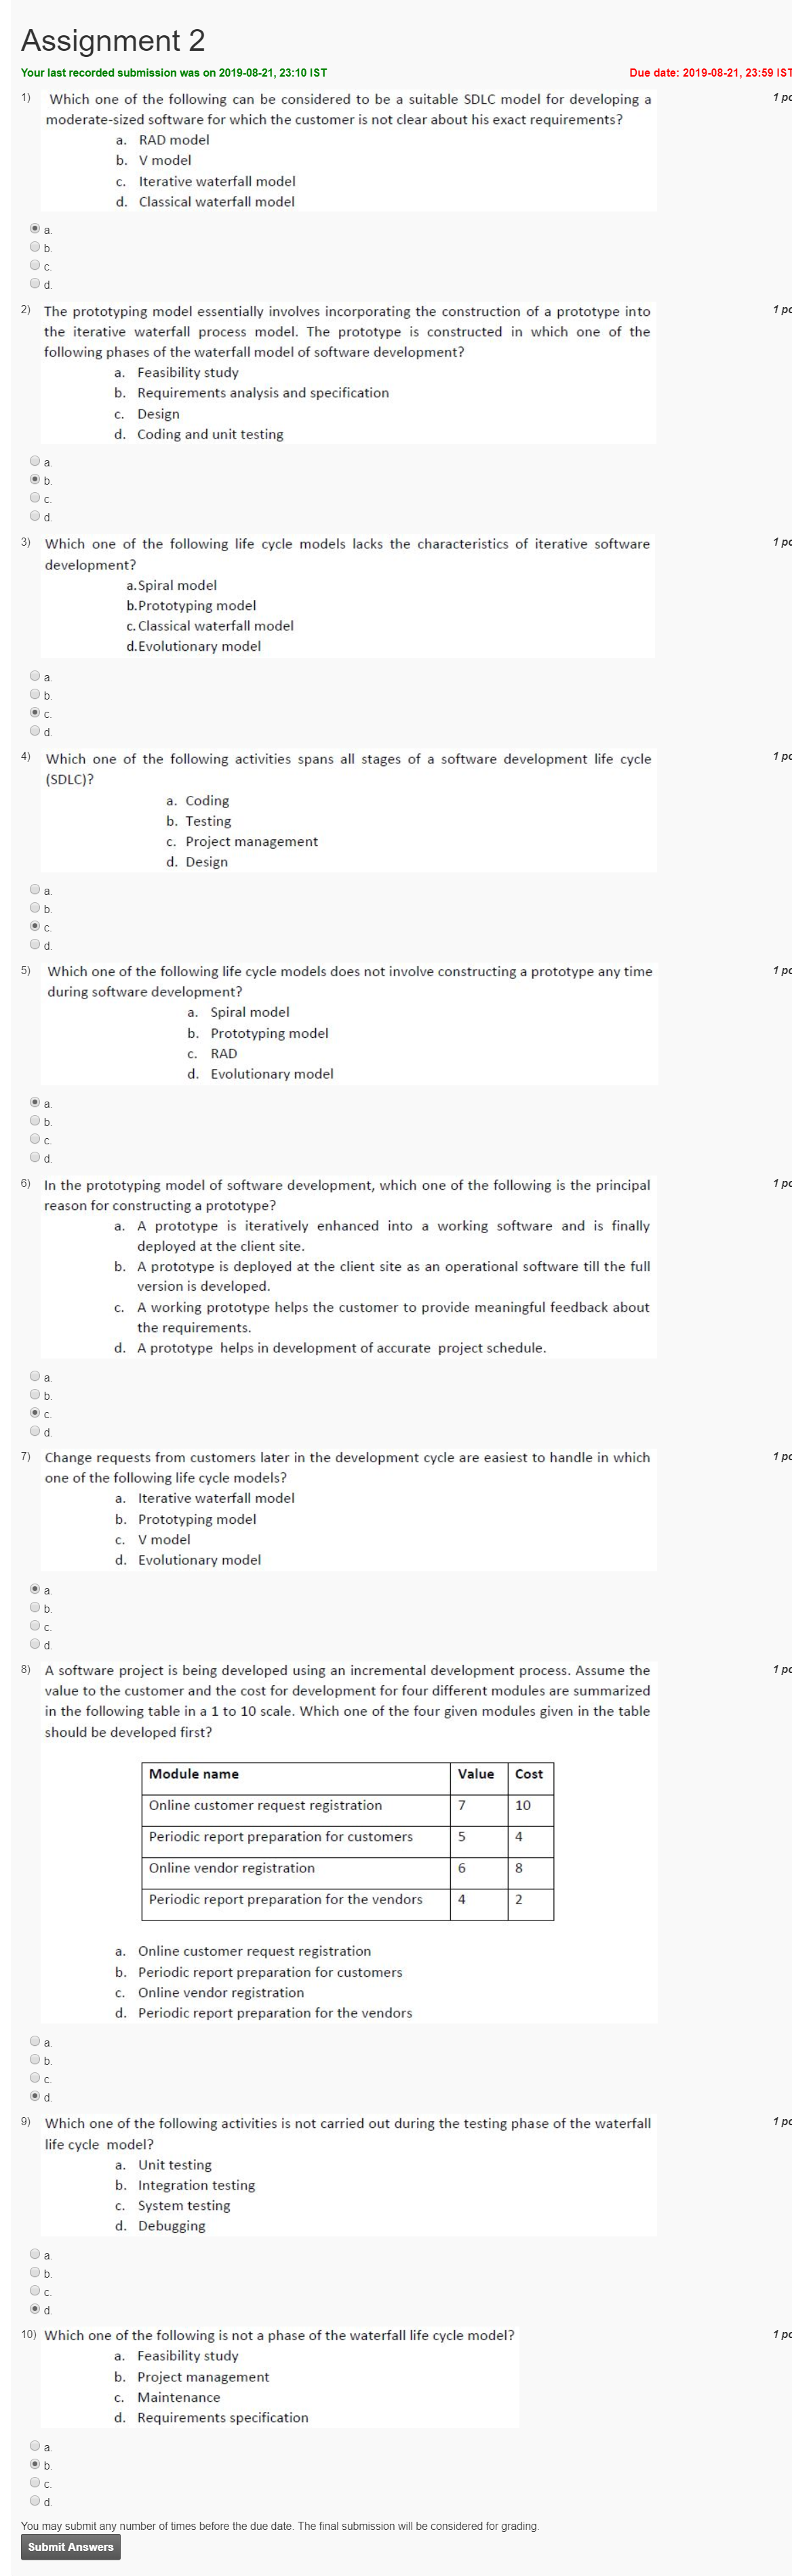 Assignment 2
Your last recorded submission was on 2019-08-21, 23:10 IST
Due date: 2019-08-21, 23:59 IST
1) Which one of the following can be considered to be a suitable SDLC model for developing a
moderate-sized software for which the customer is not clear about his exact requirements?
1
a. RAD model
b. V model
c. Iterative waterfall model
d. Classical waterfall model
a.
b.
c.
d.
2) The prototyping model essentially involves incorporating the construction of a prototype into
the iterative waterfall process model. The prototype is constructed in which one of the
following phases of the waterfall model of software development?
1
a. Feasibility study
b. Requirements analysis and specification
c. Design
d. Coding and unit testing
a.
b.
c.
d.
3) Which one of the following life cycle models lacks the characteristics of iterative software
development?
1
a. Spiral model
b. Prototyping model
c. Classical waterfall model
d. Evolutionary model
a.
b.
c.
d.
4) Which one of the following activities spans all stages of a software development life cycle
(SDLC)?
1
a. Coding
b. Testing
c. Project management
d. Design
a.
b.
c.
d.
5) Which one of the following life cycle models does not involve constructing a prototype any time
during software development?
1
a. Spiral model
b. Prototyping model
c. RAD
d. Evolutionary model
a.
b.
c.
d.
6) In the prototyping model of software development, which one of the following is the principal
reason for constructing a prototype?
1
a. A prototype is iteratively enhanced into a working software and is finally
deployed at the client site.
b. A prototype is deployed at the client site as an operational software till the full
version is developed.
c. A working prototype helps the customer to provide meaningful feedback about
the requirements.
d. A prototype helps in development of accurate project schedule.
a.
b.
c.
d.
7) Change requests from customers later in the development cycle are easiest to handle in which
one of the following life cycle models?
1
a. Iterative waterfall model
b. Prototyping model
c. V model
d. Evolutionary model
a.
b.
c.
d.
8) A software project is being developed using an incremental development process. Assume the
value to the customer and the cost for development for four different modules are summarized
in the following table in a 1 to 10 scale. Which one of the four given modules given in the table
should be developed first?
1
Module name Value Cost
Online customer request registration 7 10
Periodic report preparation for customers 5 4
Online vendor registration 6 8
Periodic report preparation for the vendors 4 2
a. Online customer request registration
b. Periodic report preparation for customers
c. Online vendor registration
d. Periodic report preparation for the vendors
a.
b.
c.
d.
9) Which one of the following activities is not carried out during the testing phase of the waterfall
life cycle model?
1
a. Unit testing
b. Integration testing
c. System testing
d. Debugging
a.
b.
c.
d.
10) Which one of the following is not a phase of the waterfall life cycle model?
1
a. Feasibility study
b. Project management
c. Maintenance
d. Requirements specification
a.
b.
c.
d.
You may submit any number of times before the due date. The final submission will be considered for grading.
Submit Answers